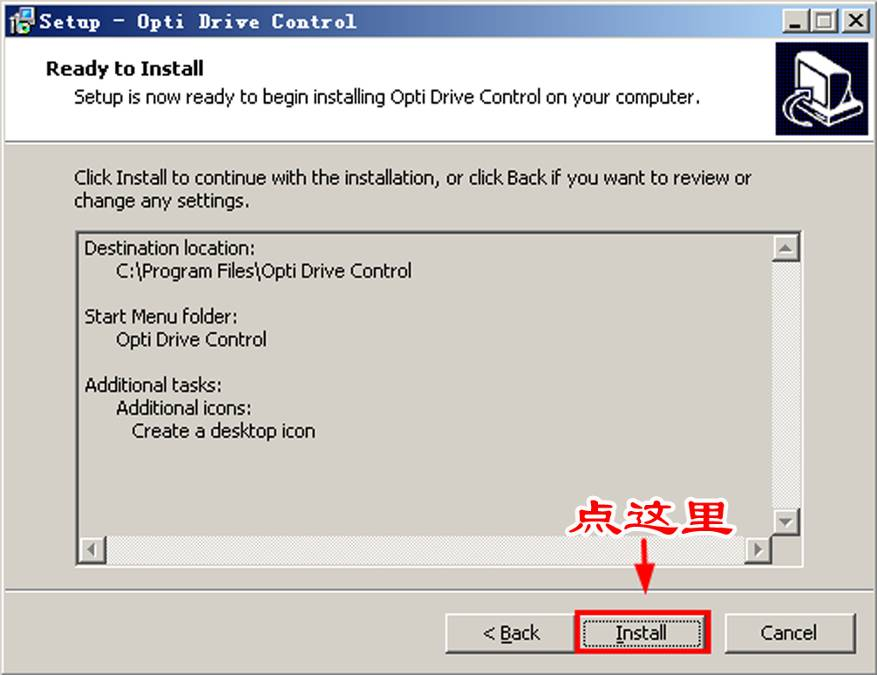 Setup - Opti Drive Control
Ready to Install
Setup is now ready to begin installing Opti Drive Control on your computer.
Click Install to continue with the installation, or click Back if you want to review or
change any settings.
Destination location:
C:\Program Files\Opti Drive Control
Start Menu folder:
Opti Drive Control
Additional tasks:
Additional icons:
Create a desktop icon
点这里
< Back
Install
Cancel